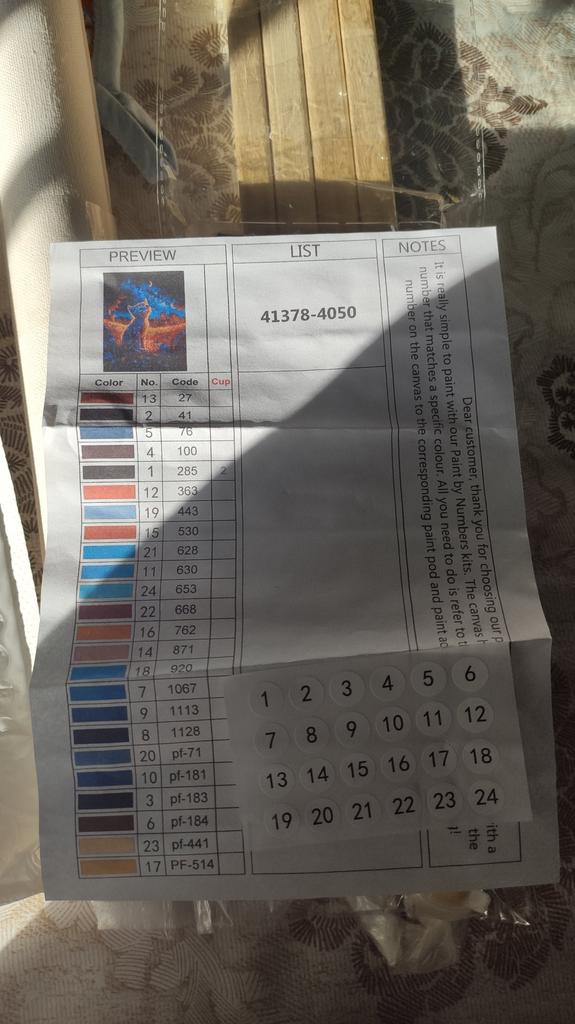 PREVIEW
LIST
NOTES
41378-4050
Dear customer, thank you for choosing our p
It is really simple to paint with our Paint by Numbers kits. The canvas h
number that matches a specific colour. All you need to do is refer to t
number on the canvas to the corresponding paint pod and paint ac
ith a
the
g!
Color No. Code Cup
13 27
2 41
5 76
4 100
1 285 2
12 363
19 443
15 530
21 628
11 630
24 653
22 668
16 762
14 871
18 920
7 1067
9 1113
8 1128
20 pf-71
10 pf-181
3 pf-183
6 pf-184
23 pf-441
17 PF-514
1 2 3 4 5 6
7 8 9 10 11 12
13 14 15 16 17 18
19 20 21 22 23 24